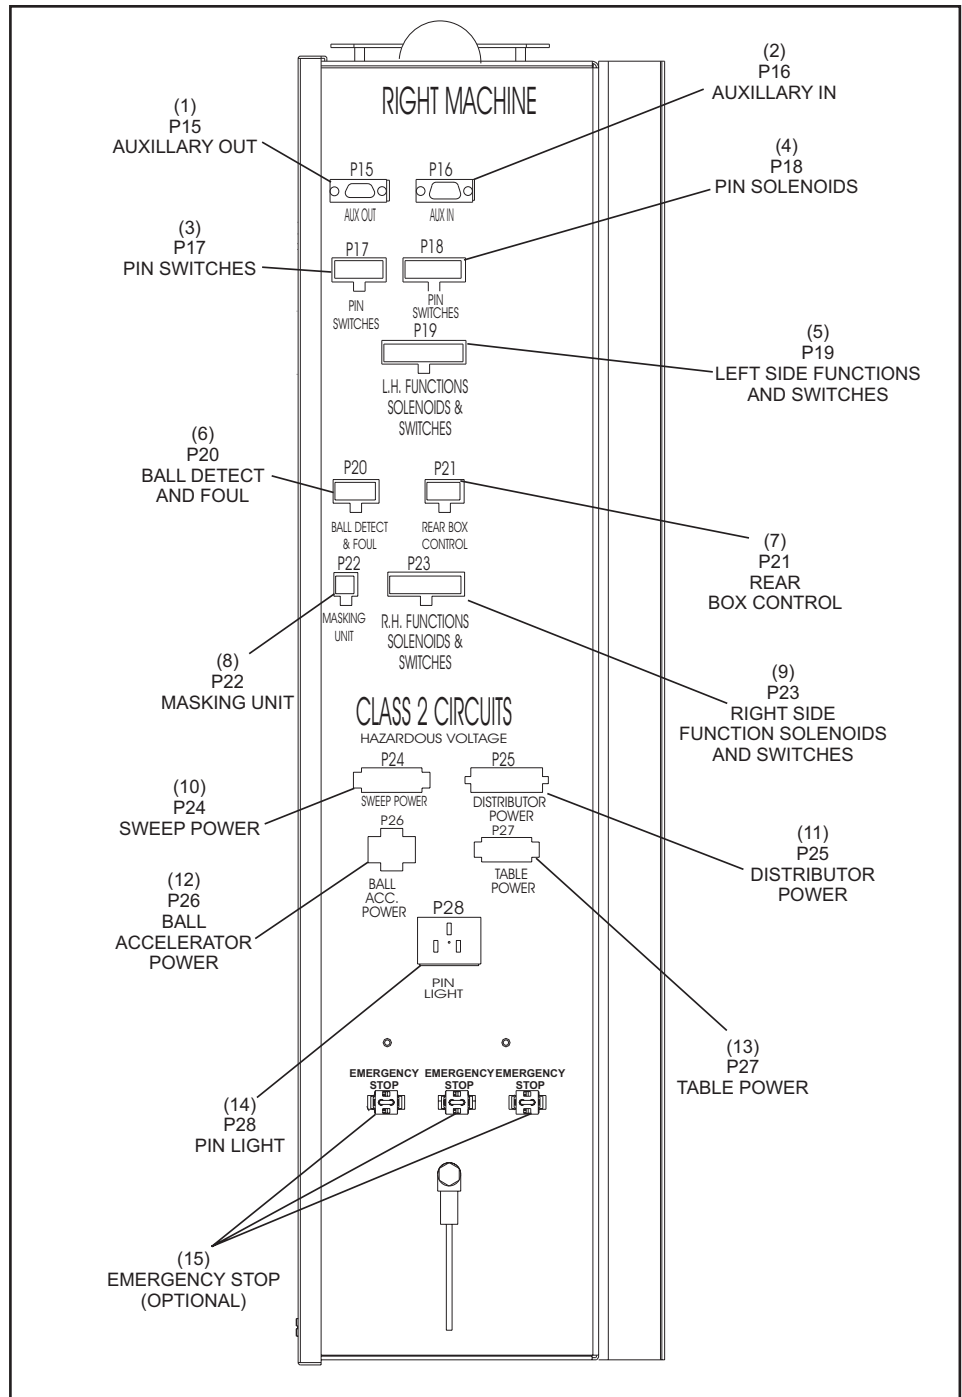 RIGHT MACHINE
(1)
P15
AUXILLARY OUT
(2)
P16
AUXILLARY IN
P15
AUX OUT
P16
AUX IN
(3)
P17
PIN SWITCHES
(4)
P18
PIN SOLENOIDS
P17
PIN
SWITCHES
P18
PIN
SWITCHES
P19
L.H. FUNCTIONS
SOLENOIDS &
SWITCHES
(5)
P19
LEFT SIDE FUNCTIONS
AND SWITCHES
(6)
P20
BALL DETECT
AND FOUL
P20
BALL DETECT
& FOUL
P21
REAR BOX
CONTROL
(7)
P21
REAR
BOX CONTROL
P22
MASKING
UNIT
P23
R.H. FUNCTIONS
SOLENOIDS &
SWITCHES
(8)
P22
MASKING UNIT
(9)
P23
RIGHT SIDE
FUNCTION SOLENOIDS
AND SWITCHES
CLASS 2 CIRCUITS
HAZARDOUS VOLTAGE
P24
SWEEP POWER
P25
DISTRIBUTOR
POWER
(10)
P24
SWEEP POWER
(11)
P25
DISTRIBUTOR
POWER
P26
BALL
ACC.
POWER
P27
TABLE
POWER
(12)
P26
BALL
ACCELERATOR
POWER
P28
PIN
LIGHT
(13)
P27
TABLE POWER
EMERGENCY
STOP
EMERGENCY
STOP
EMERGENCY
STOP
(14)
P28
PIN LIGHT
(15)
EMERGENCY STOP
(OPTIONAL)